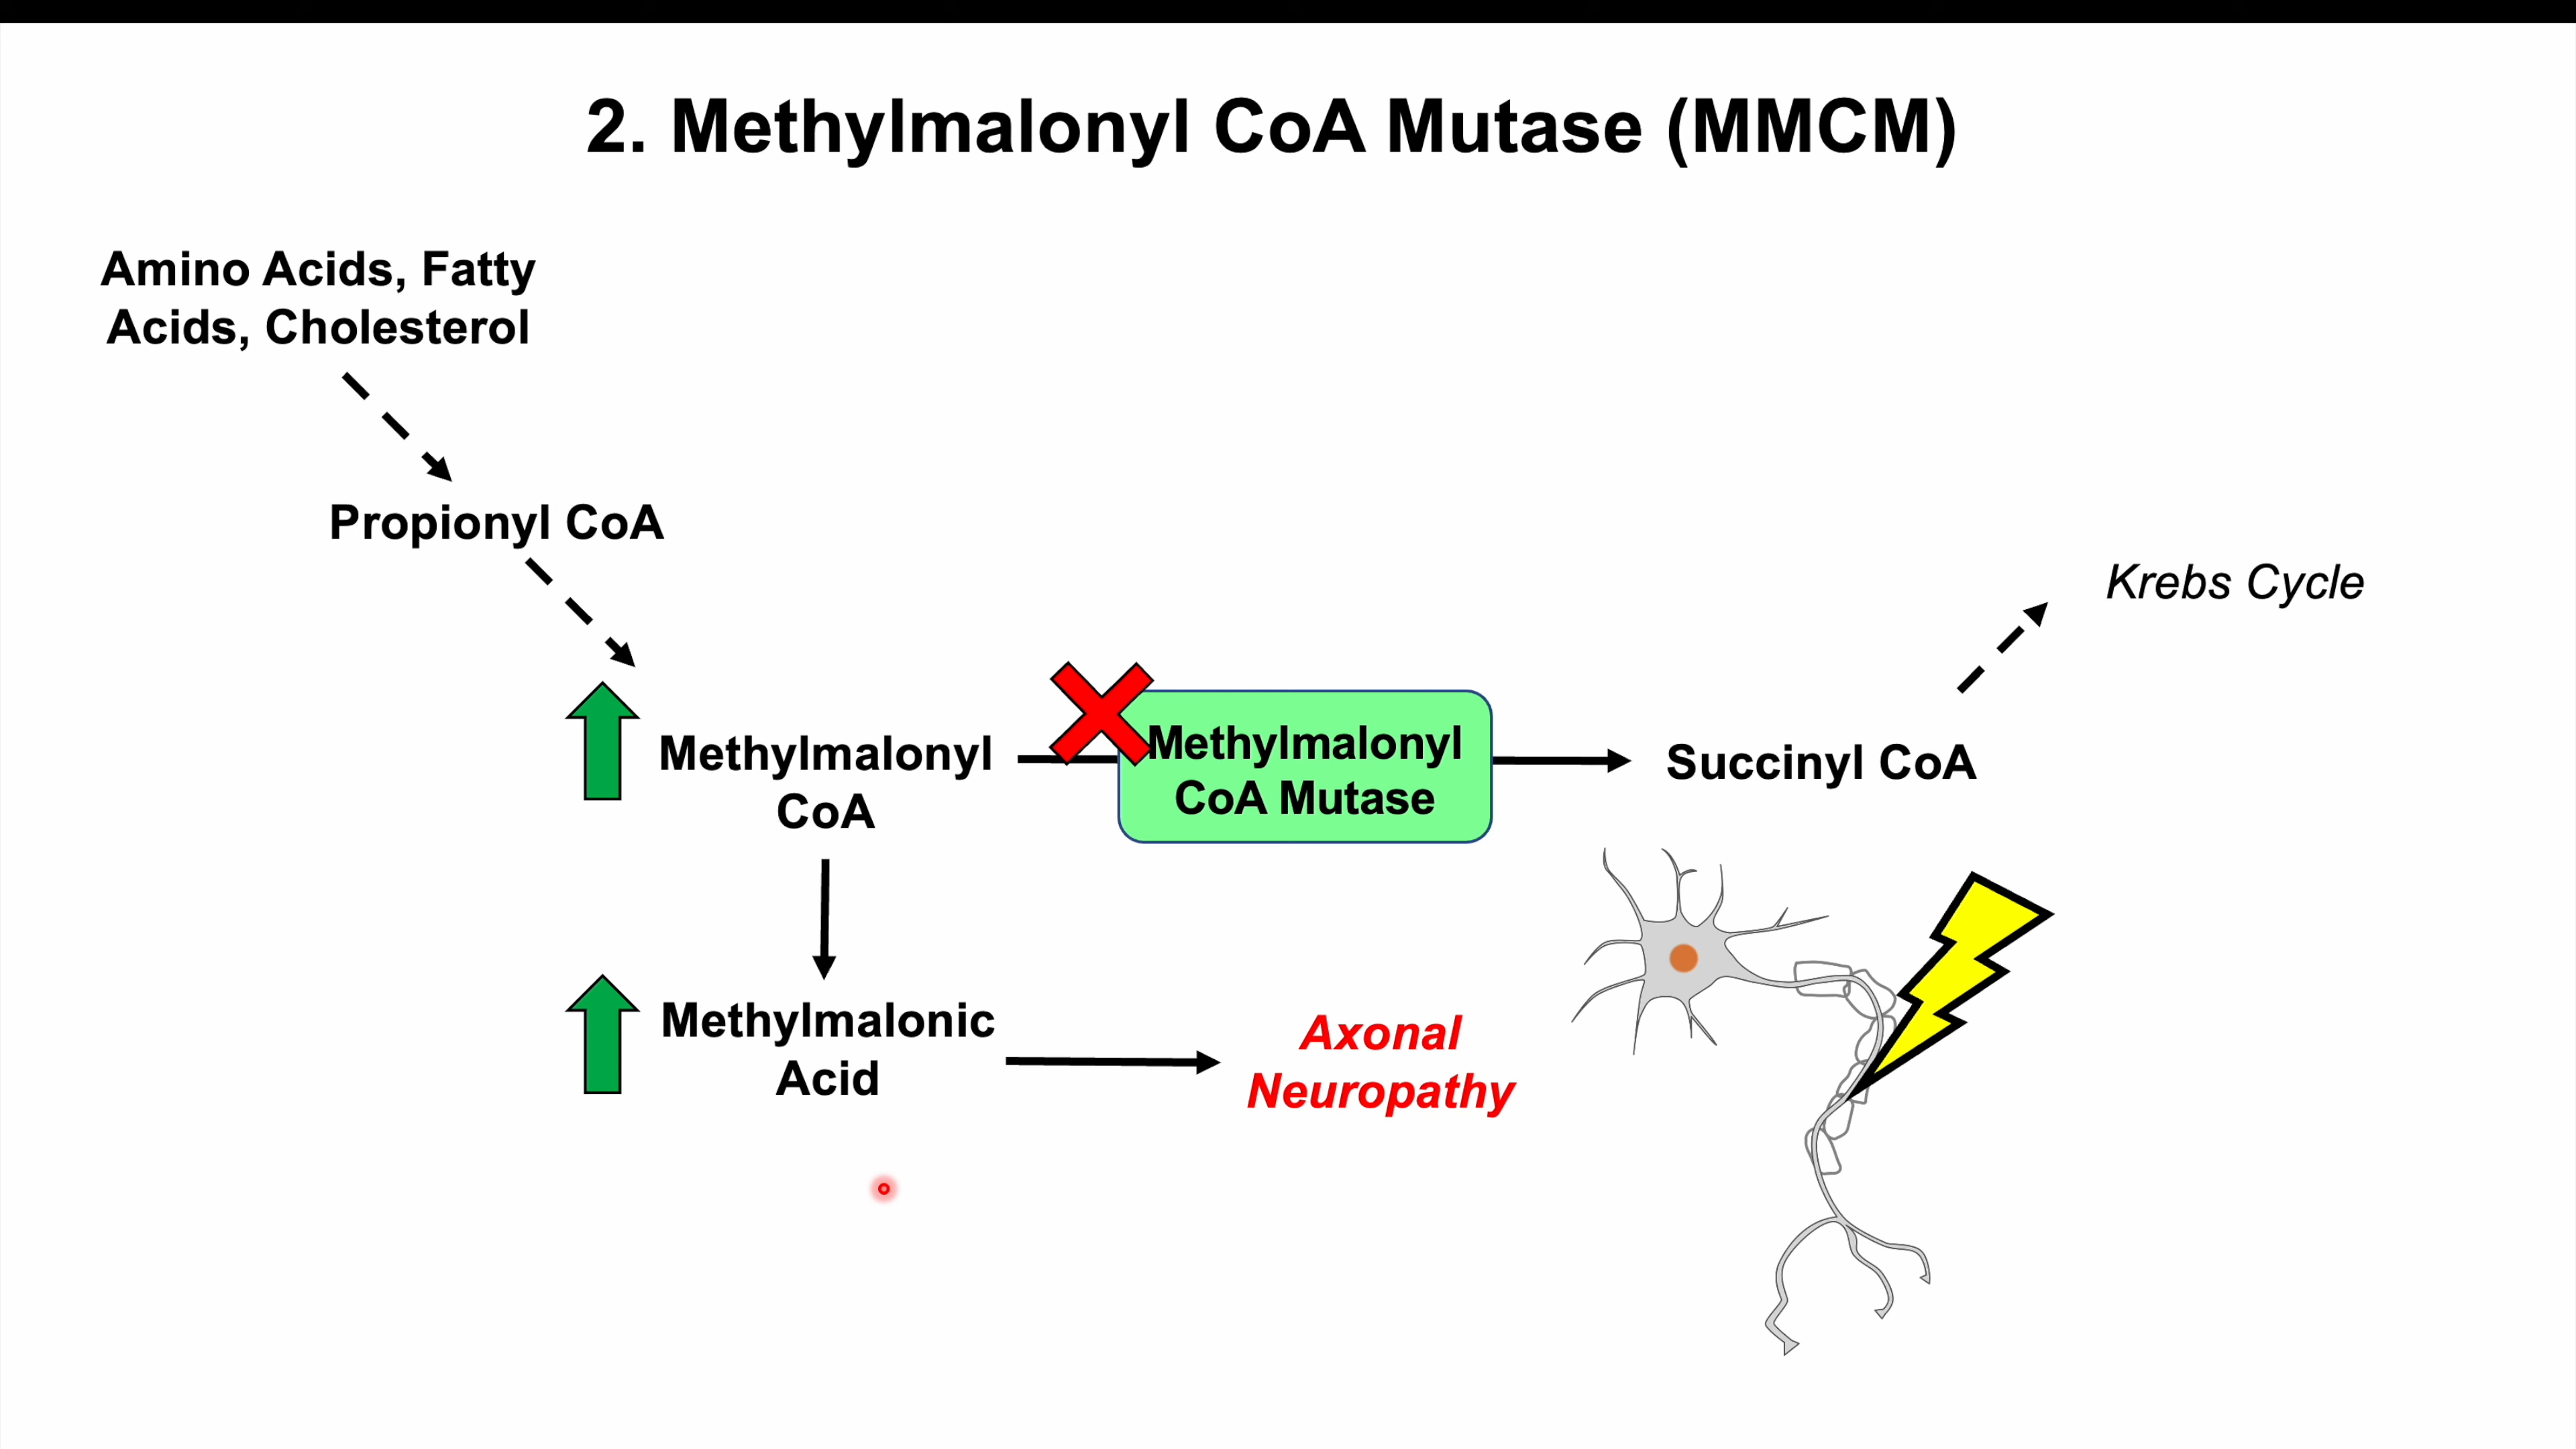 2. Methylmalonyl CoA Mutase (MMCM)
Amino Acids, Fatty
Acids, Cholesterol
Propionyl CoA
Krebs Cycle
Methylmalonyl
CoA
Methylmalonyl
CoA Mutase
Succinyl CoA
Methylmalonic
Acid
Axonal
Neuropathy